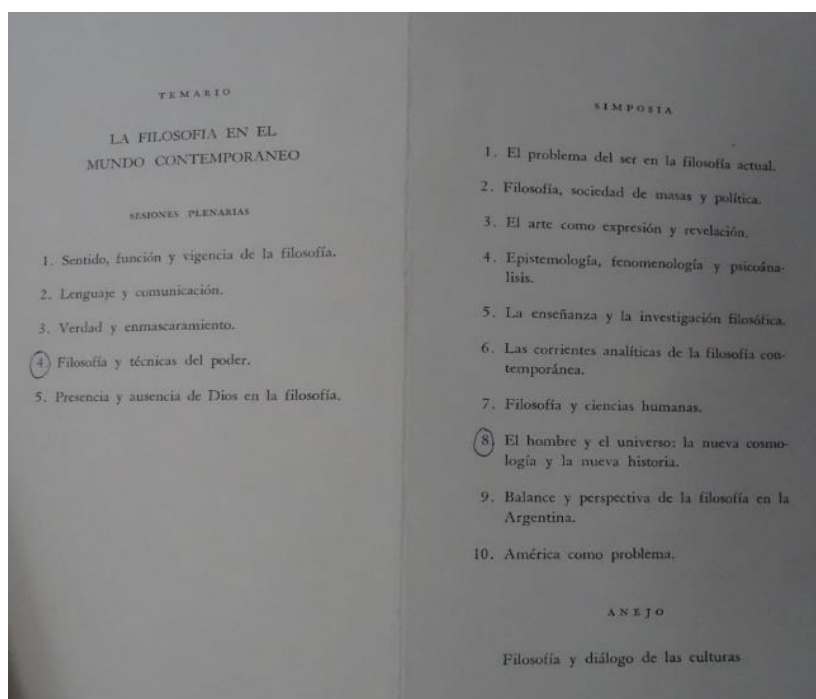 TEMARIO
LA FILOSOFIA EN EL
MUNDO CONTEMPORANEO
SESIONES PLENARIAS
1. Sentido, función y vigencia de la filosofía.
2. Lenguaje y comunicación.
3. Verdad y enmascaramiento.
4. Filosofía y técnicas del poder.
5. Presencia y ausencia de Dios en la filosofía.
SIMPOSIA
1. El problema del ser en la filosofía actual.
2. Filosofía, sociedad de masas y política.
3. El arte como expresión y revelación.
4. Epistemología, fenomenología y psicoána-
lisis.
5. La enseñanza y la investigación filosófica.
6. Las corrientes analíticas de la filosofía con-
temporánea.
7. Filosofía y ciencias humanas.
8. El hombre y el universo: la nueva cosmo-
logía y la nueva historia.
9. Balance y perspectiva de la filosofía en la
Argentina.
10. América como problema.
ANEJO
Filosofía y diálogo de las culturas